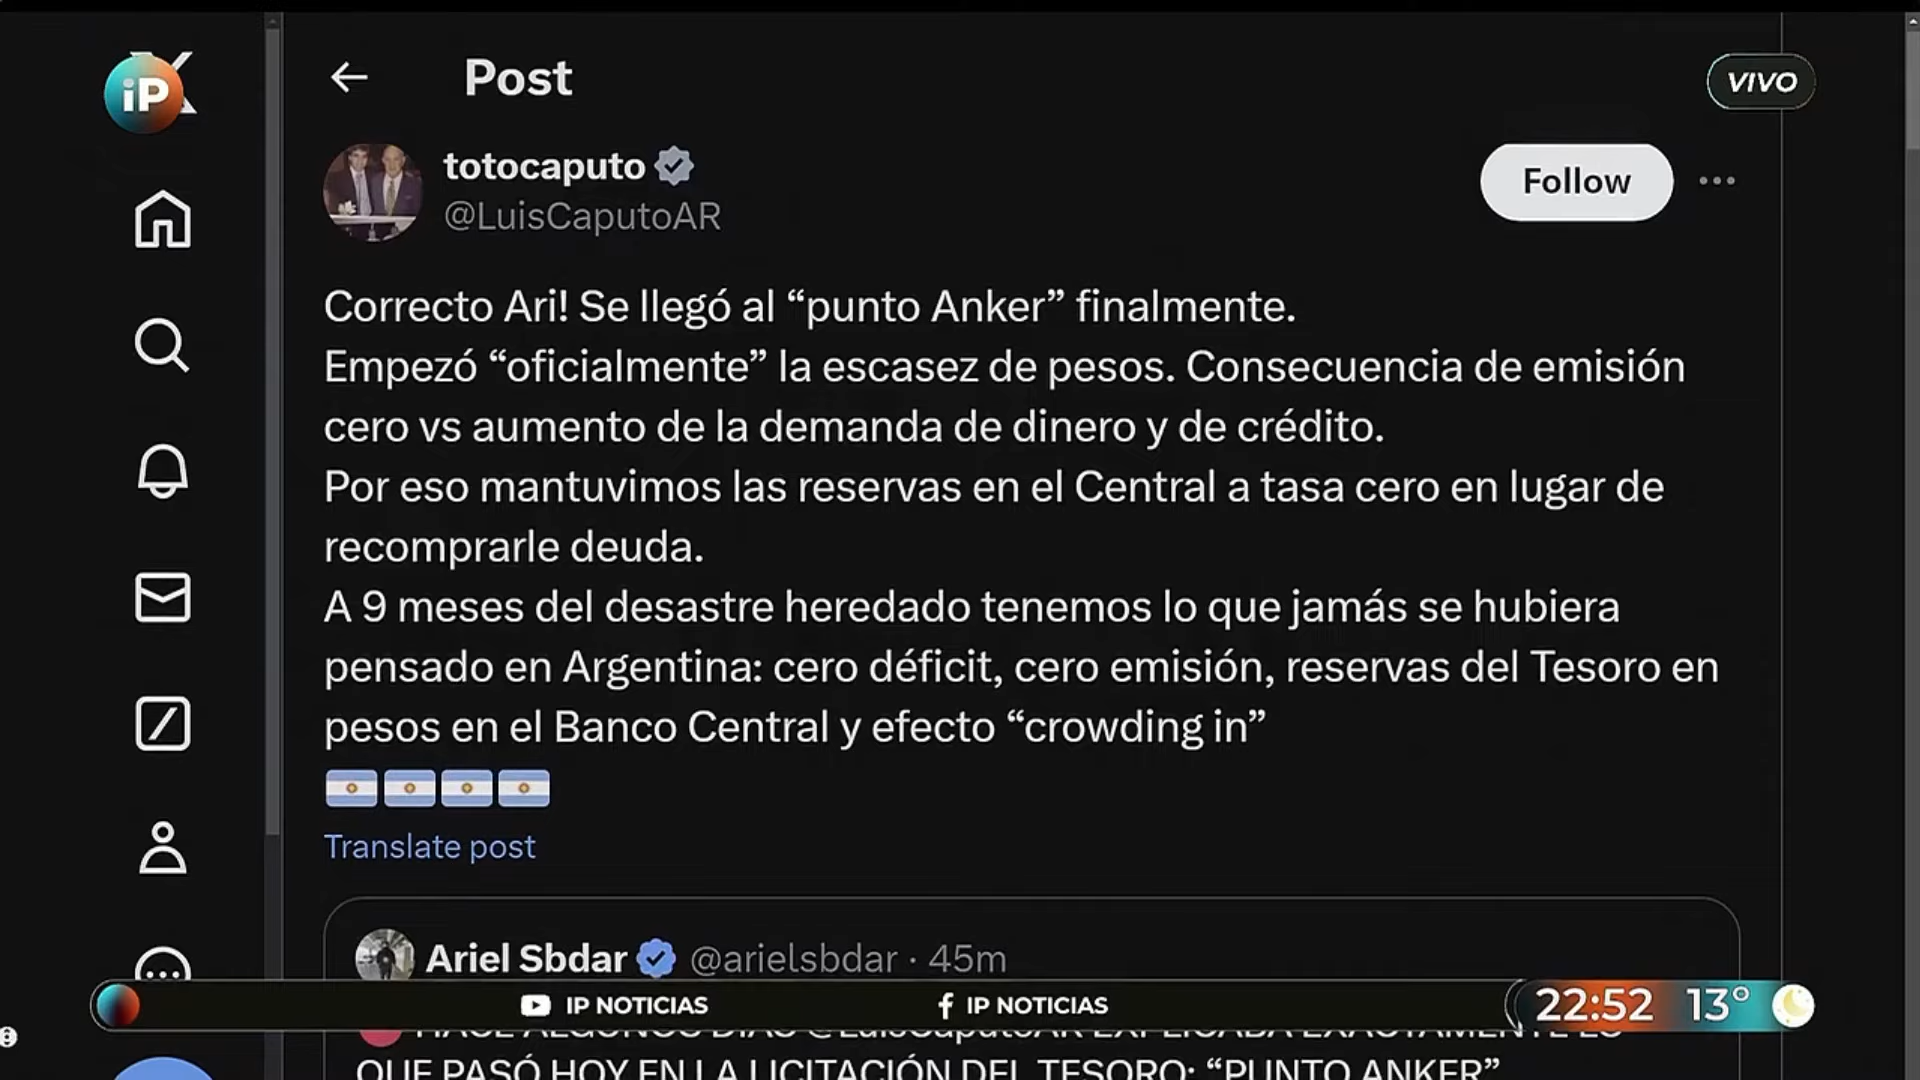 iP
Post
VIVO
totocaputo
@LuisCaputoAR
Follow
Correcto Ari! Se llegó al “punto Anker” finalmente.
Empezó “oficialmente” la escasez de pesos. Consecuencia de emisión
cero vs aumento de la demanda de dinero y de crédito.
Por eso mantuvimos las reservas en el Central a tasa cero en lugar de
recomprarle deuda.
A 9 meses del desastre heredado tenemos lo que jamás se hubiera
pensado en Argentina: cero déficit, cero emisión, reservas del Tesoro en
pesos en el Banco Central y efecto “crowding in”
Translate post
Ariel Sbdar @arielsbdar · 45m
IP NOTICIAS
IP NOTICIAS
22:52 13°
HACE ALGUNOS DÍAS @LuisCaputoAR EXPLICABA EXACTAMENTE LO
QUE PASÓ HOY EN LA LICITACIÓN DEL TESORO: “PUNTO ANKER”